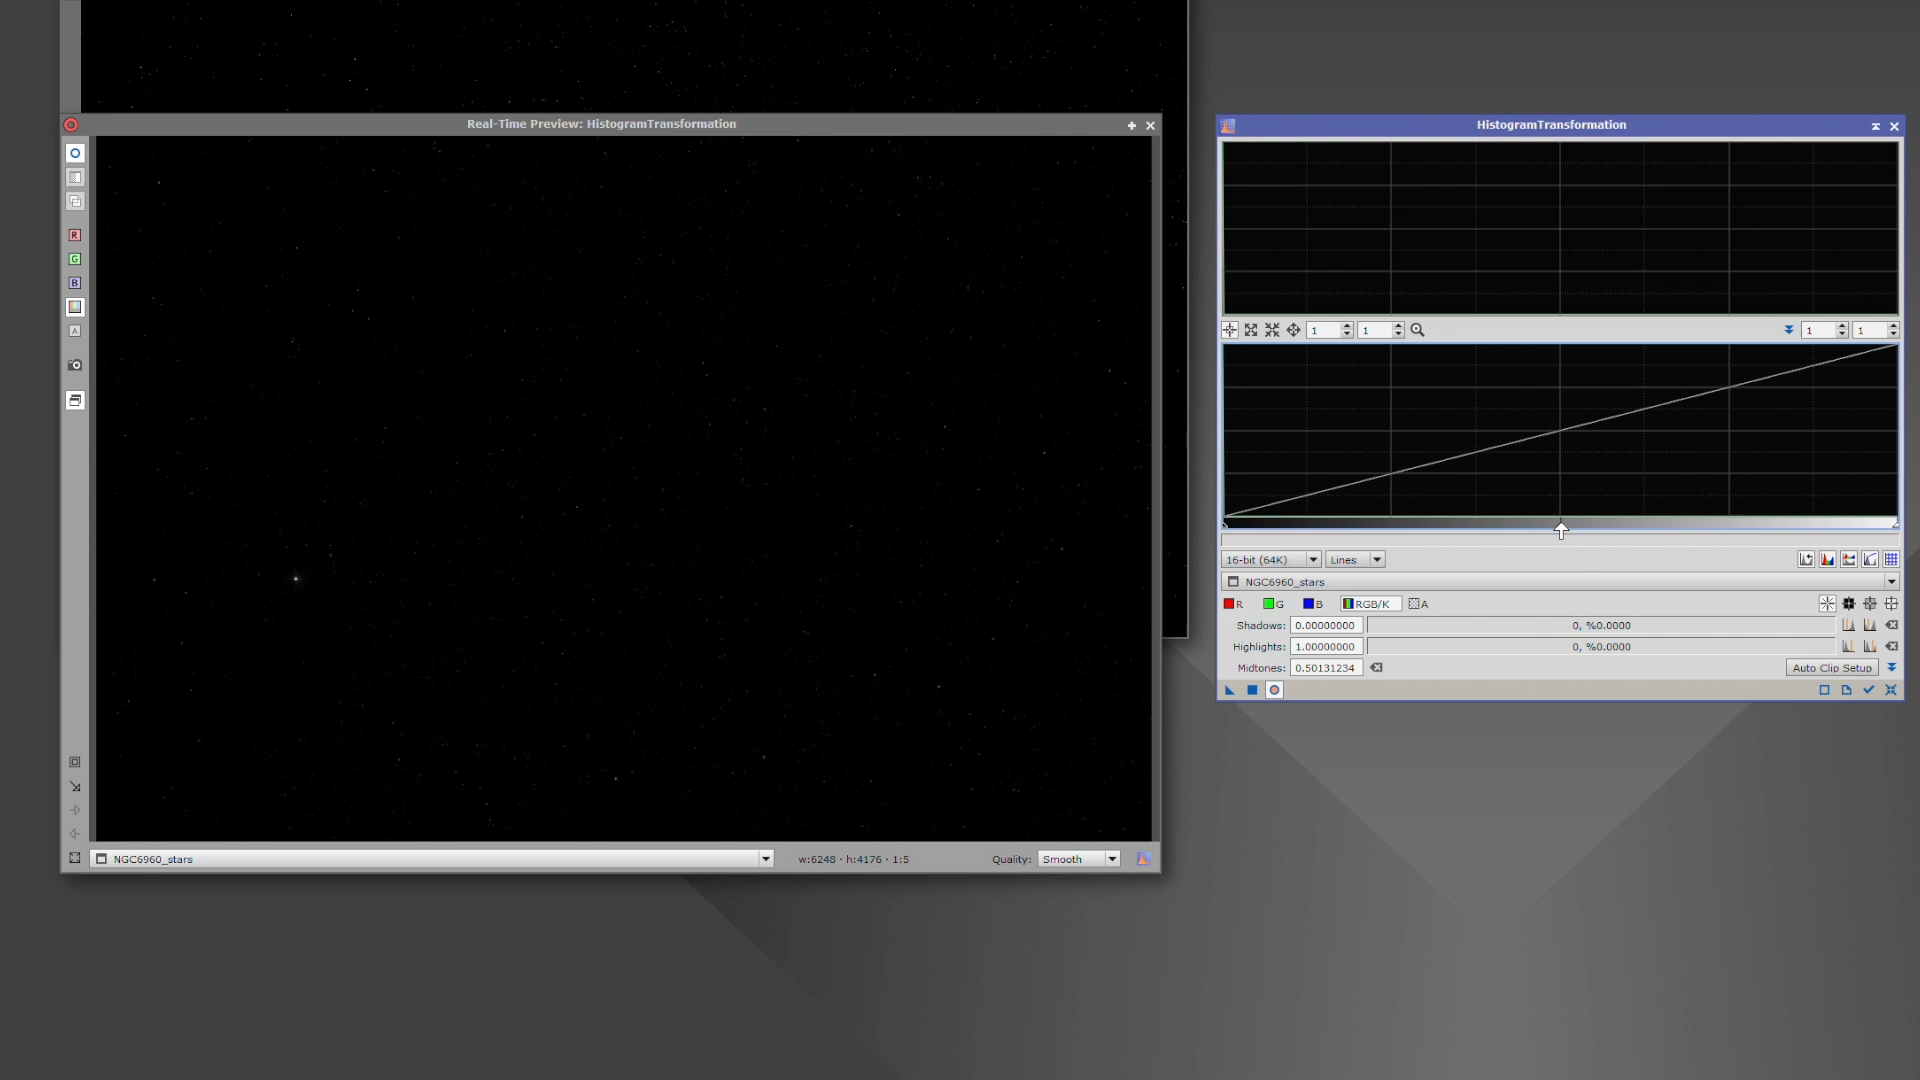 Real-Time Preview: HistogramTransformation
R
G
B
A
NGC6960_stars
w:6248 · h:4176 · 1:5
Quality:
Smooth
HistogramTransformation
1
1
1
1
16-bit (64K)
Lines
NGC6960_stars
R
G
B
RGB/K
A
Shadows:
0.00000000
0, %0.0000
Highlights:
1.00000000
0, %0.0000
Midtones:
0.50131234
Auto Clip Setup